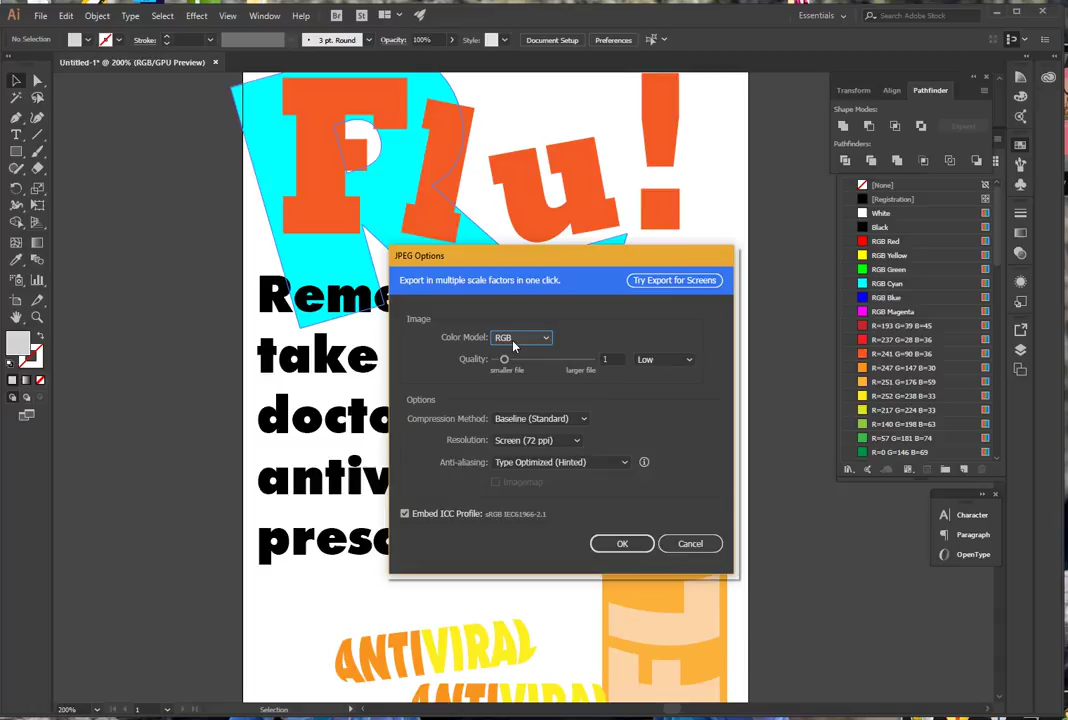 Ai File Edit Object Type Select Effect View Window Help Br St Essentials Search Adobe Stock
No Selection Stroke: 3 pt. Round Opacity: 100% Style: Document Setup Preferences
Untitled-1* @ 200% (RGB/GPU Preview) ×
Flu!
Reme
take
docto
antiv
presc
ANTIVIRAL
ANTIVIRAL
JPEG Options
Export in multiple scale factors in one click. Try Export for Screens
Image
Color Model: RGB
Quality: 1 Low
smaller file larger file
Options
Compression Method: Baseline (Standard)
Resolution: Screen (72 ppi)
Anti-aliasing: Type Optimized (Hinted)
Imagemap
Embed ICC Profile: sRGB IEC61966-2.1
OK Cancel
Transform Align Pathfinder
Shape Modes:
Expand
Pathfinders:
[None]
[Registration]
White
Black
RGB Red
RGB Yellow
RGB Green
RGB Cyan
RGB Blue
RGB Magenta
R=193 G=39 B=45
R=237 G=28 B=36
R=241 G=90 B=36
R=247 G=147 B=30
R=251 G=176 B=59
R=252 G=238 B=33
R=217 G=224 B=33
R=140 G=198 B=63
R=57 G=181 B=74
R=0 G=146 B=69
Character
Paragraph
OpenType
200% 1 Selection